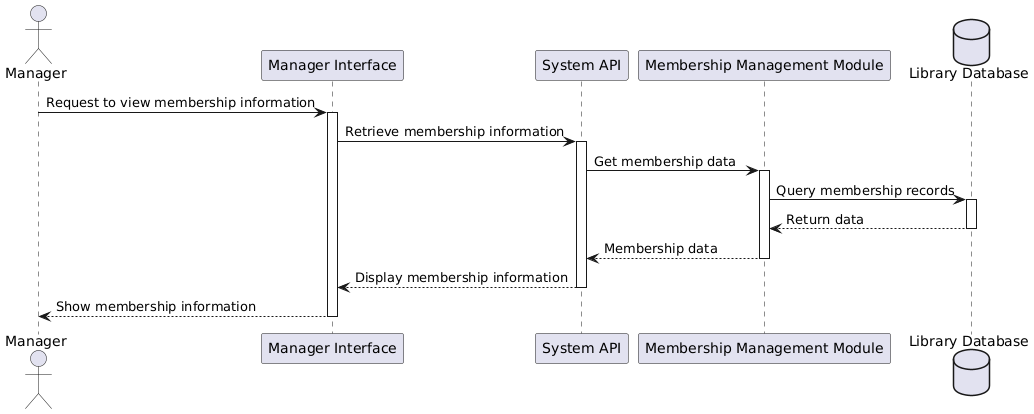 Manager
Manager Interface
System API
Membership Management Module
Library Database
Request to view membership information
Retrieve membership information
Get membership data
Query membership records
Return data
Membership data
Display membership information
Show membership information
Manager
Manager Interface
System API
Membership Management Module
Library Database